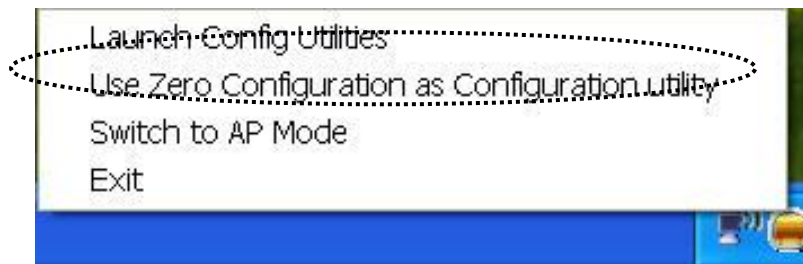 Launch Config Utilities
Use Zero Configuration as Configuration utility
Switch to AP Mode
Exit